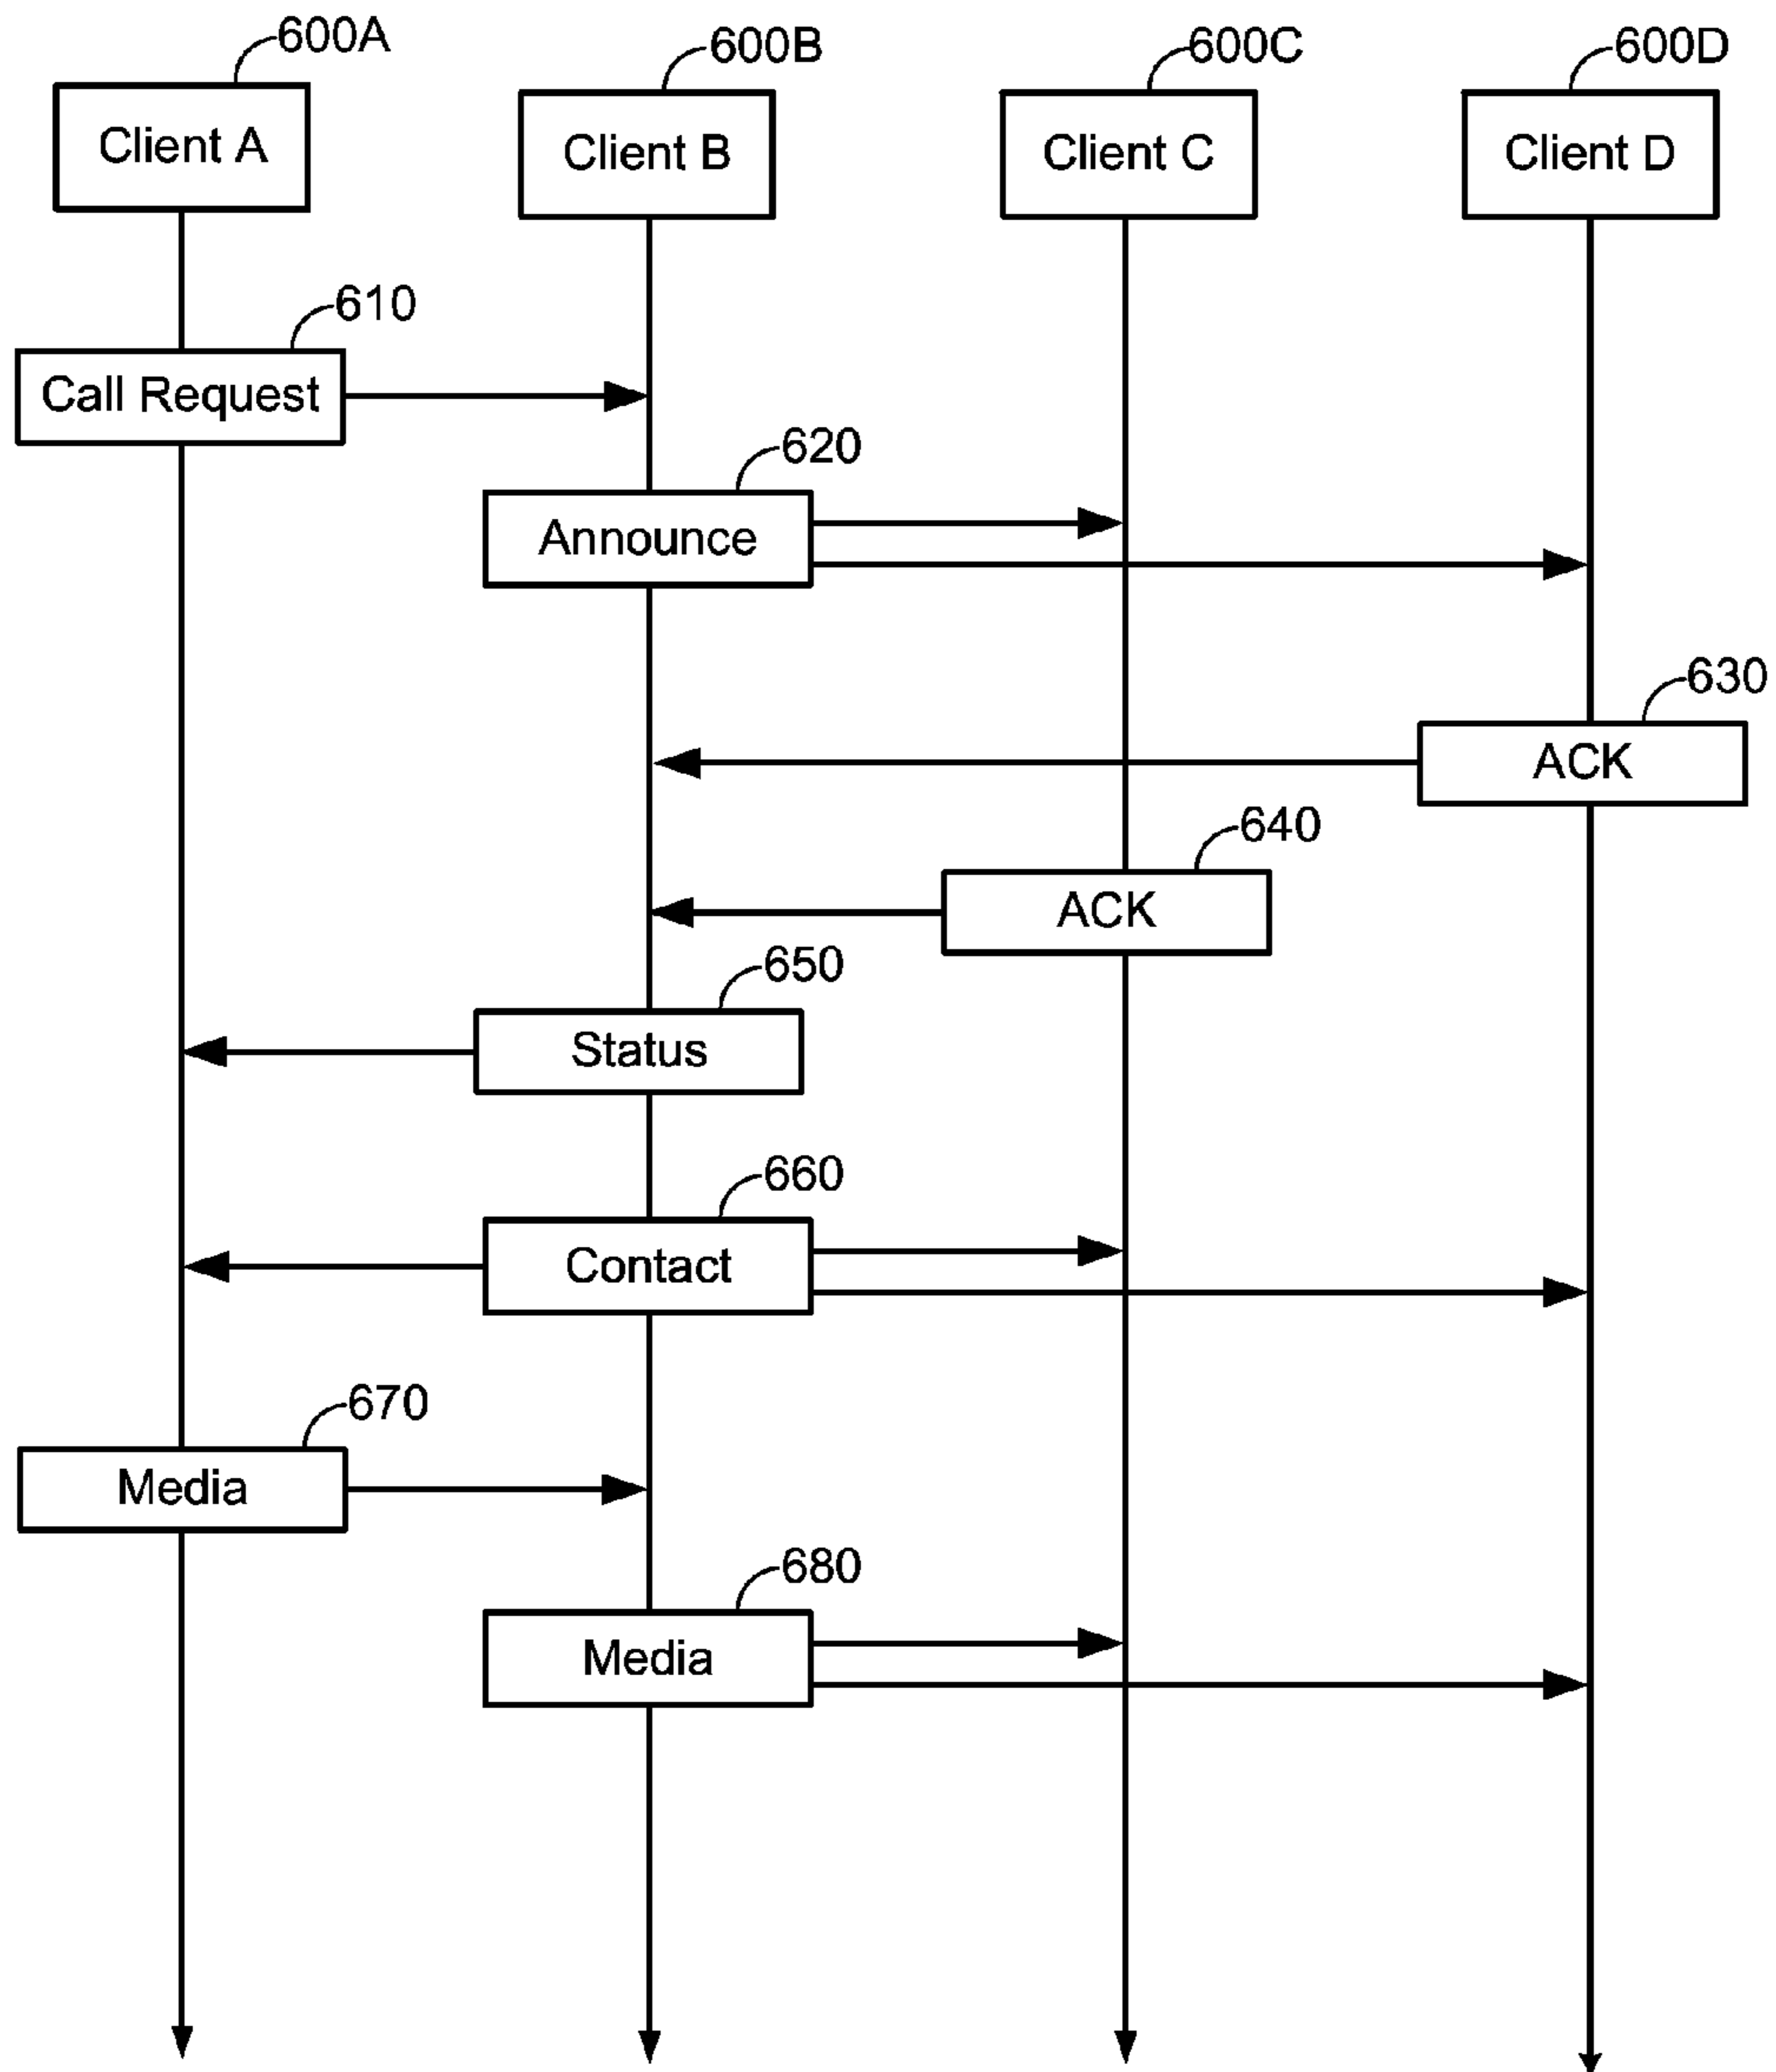 600A
600B
600C
600D
Client A
Client B
Client C
Client D
610
Call Request
620
Announce
630
ACK
640
ACK
650
Status
660
Contact
670
Media
680
Media